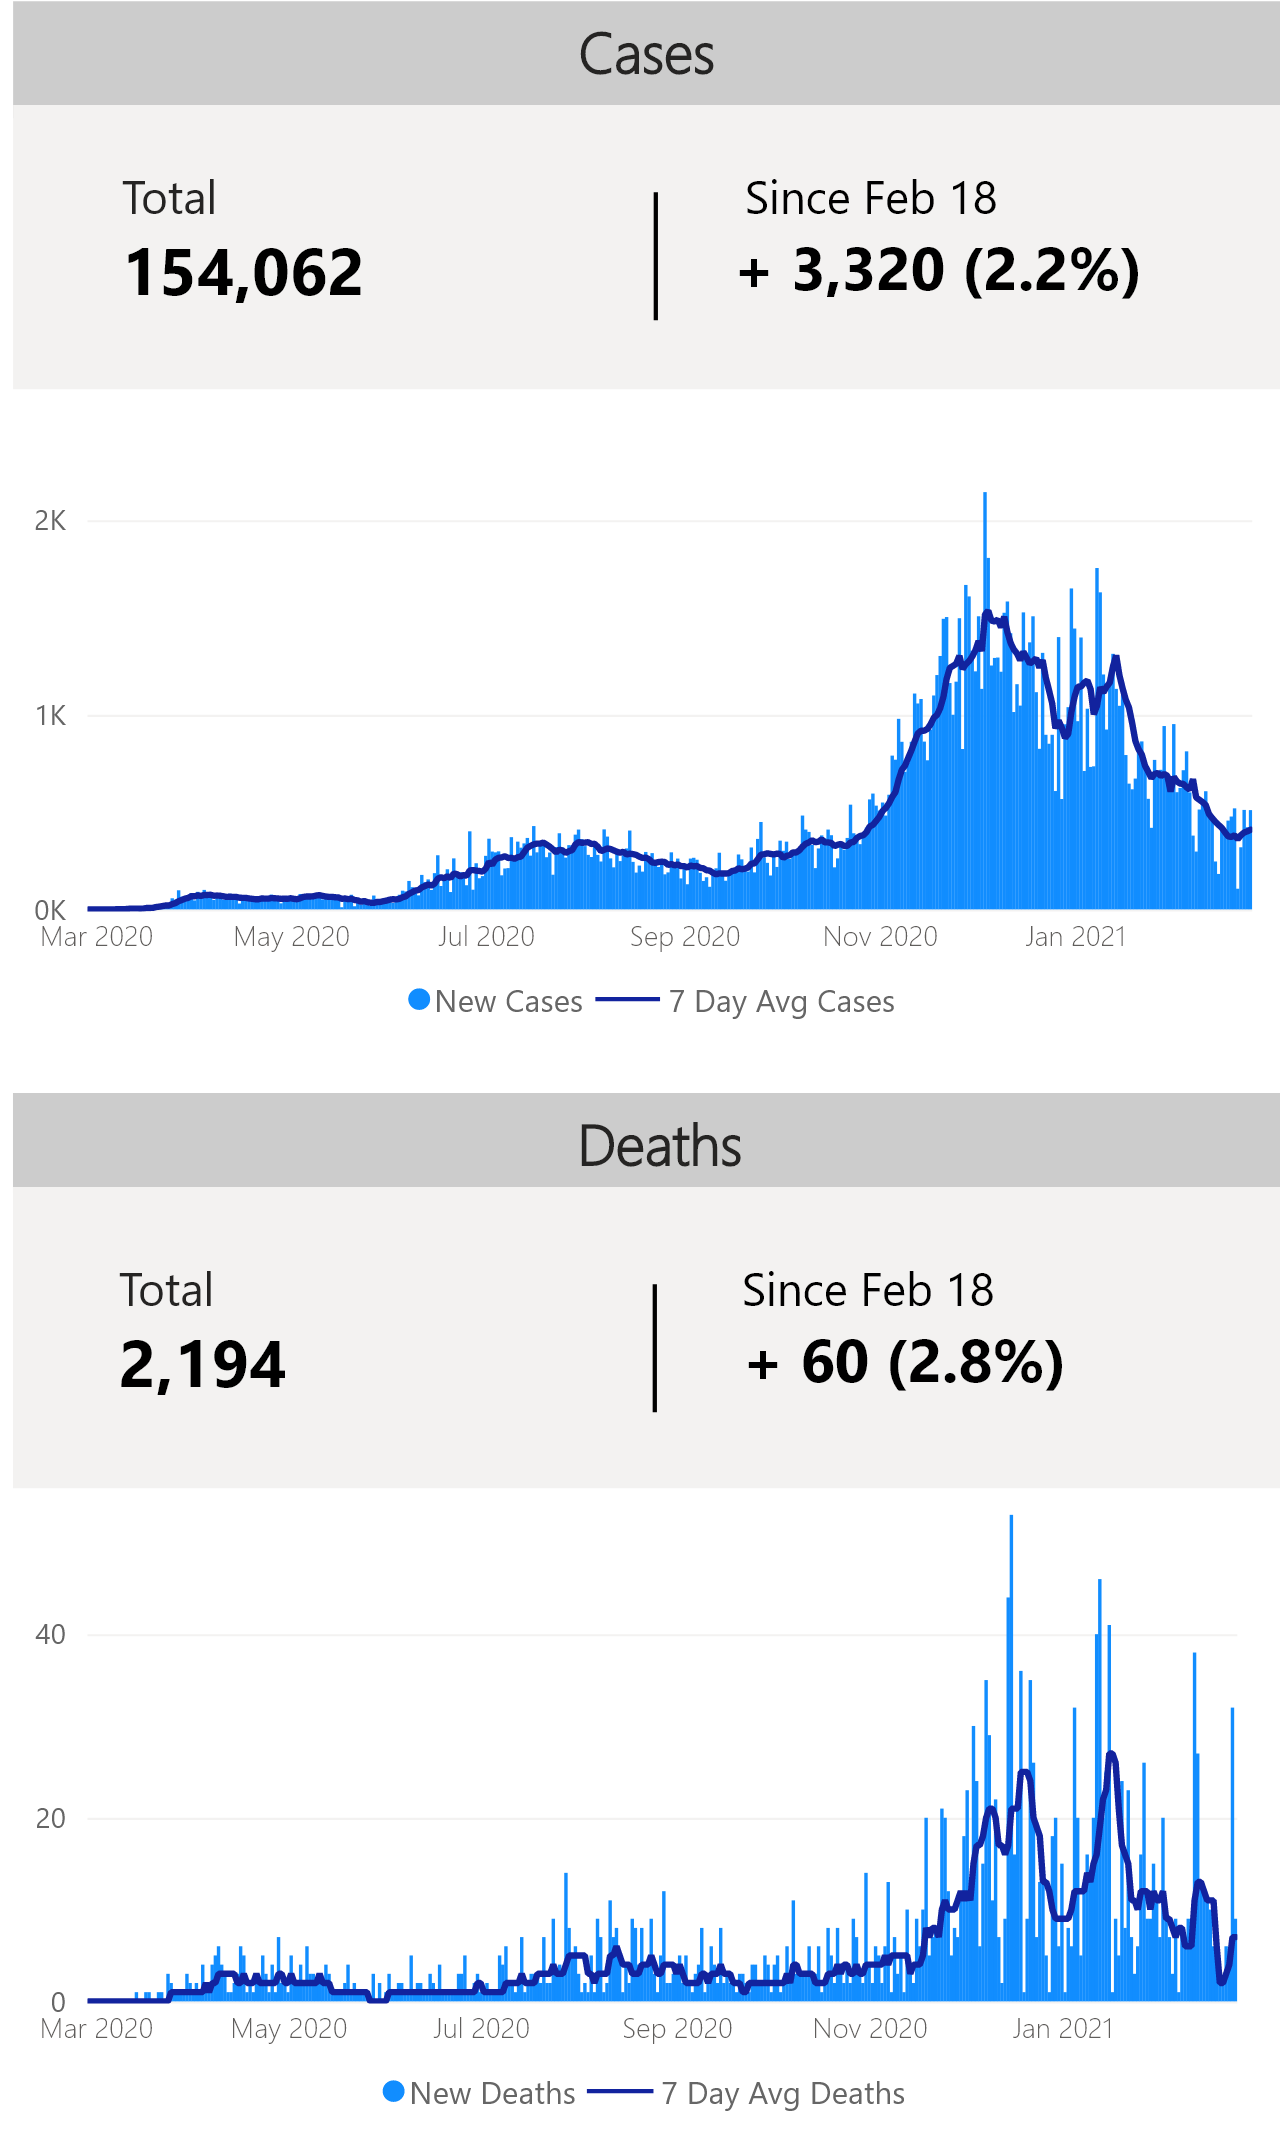 Cases
Total
Since Feb 18
154,062
+ 3,320 (2.2%)
2K
1K
0K
Mar 2020 May 2020 Jul 2020 Sep 2020 Nov 2020 Jan 2021
New Cases 7 Day Avg Cases
Deaths
Total
Since Feb 18
2,194
+ 60 (2.8%)
40
20
0
Mar 2020 May 2020 Jul 2020 Sep 2020 Nov 2020 Jan 2021
New Deaths 7 Day Avg Deaths